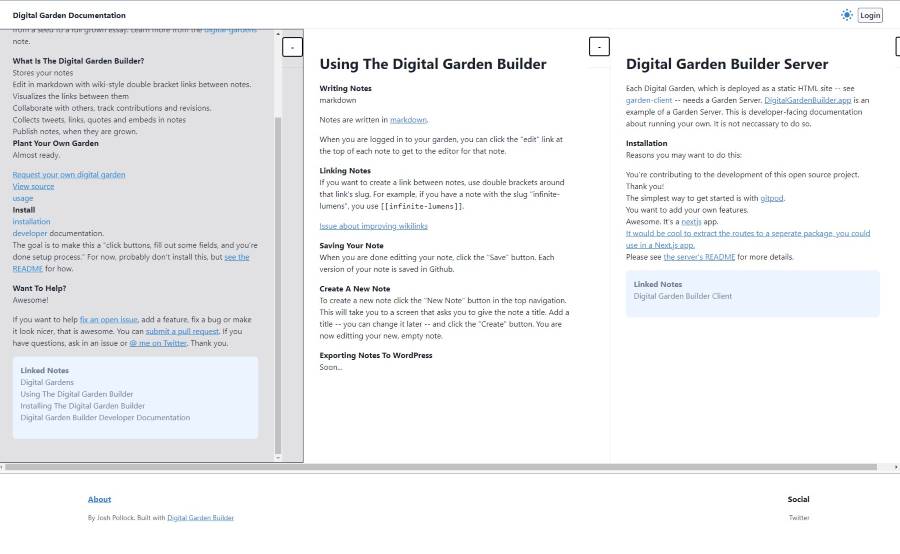 Digital Garden Documentation
Login
from a seed to a full grown essay. Learn more from the digital-gardens
note.
What Is The Digital Garden Builder?
Stores your notes
Edit in markdown with wiki-style double bracket links between notes.
Visualizes the links between them
Collaborate with others, track contributions and revisions.
Collects tweets, links, quotes and embeds in notes
Publish notes, when they are grown.
Plant Your Own Garden
Almost ready.
Request your own digital garden
View source
usage
Install
installation
developer documentation.
The goal is to make this a "click buttons, fill out some fields, and you're
done setup process." For now, probably don't install this, but see the
README for how.
Want To Help?
Awesome!
If you want to help fix an open issue, add a feature, fix a bug or make
it look nicer, that is awesome. You can submit a pull request. If you
have questions, ask in an issue or @ me on Twitter. Thank you.
Linked Notes
Digital Gardens
Using The Digital Garden Builder
Installing The Digital Garden Builder
Digital Garden Builder Developer Documentation
-
Using The Digital Garden Builder
Writing Notes
markdown
Notes are written in markdown.
When you are logged in to your garden, you can click the "edit" link at
the top of each note to get to the editor for that note.
Linking Notes
If you want to create a link between notes, use double brackets around
that link's slug. For example, if you have a note with the slug "infinite-
lumens", you use [[infinite-lumens]].
Issue about improving wikilinks
Saving Your Note
When you are done editting your note, click the "Save" button. Each
version of your note is saved in Github.
Create A New Note
To create a new note click the "New Note" button in the top navigation.
This will take you to a screen that asks you to give the note a title. Add a
title -- you can change it later -- and click the "Create" button. You are
now editting your new, empty note.
Exporting Notes To WordPress
Soon...
-
Digital Garden Builder Server
Each Digital Garden, which is deployed as a static HTML site -- see
garden-client -- needs a Garden Server. DigitalGardenBuilder.app is an
example of a Garden Server. This is developer-facing documentation
about running your own. It is not neccassary to do so.
Installation
Reasons you may want to do this:
You're contributing to the development of this open source project.
Thank you!
The simplest way to get started is with gitpod.
You want to add your own features.
Awesome. It's a nextjs app.
It would be cool to extract the routes to a seperate package, you could
use in a Next.js app.
Please see the server's README for more details.
Linked Notes
Digital Garden Builder Client
About
By Josh Pollock. Built with Digital Garden Builder
Social
Twitter